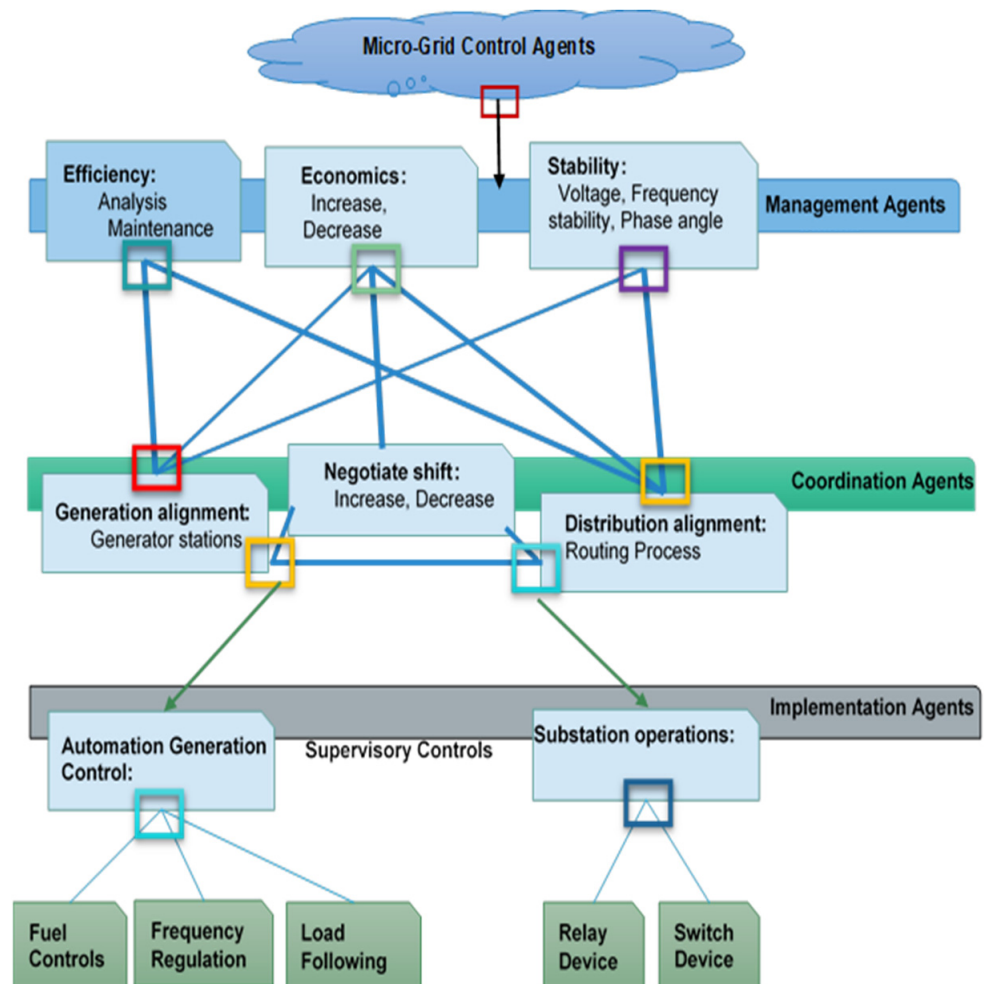 Micro-Grid Control Agents
Efficiency:
Analysis
Maintenance
Economics:
Increase,
Decrease
Stability:
Voltage, Frequency
stability, Phase angle
Management Agents
Negotiate shift:
Increase, Decrease
Coordination Agents
Generation alignment:
Generator stations
Distribution alignment:
Routing Process
Implementation Agents
Automation Generation
Control:
Supervisory Controls
Substation operations:
Fuel
Controls
Frequency
Regulation
Load
Following
Relay
Device
Switch
Device